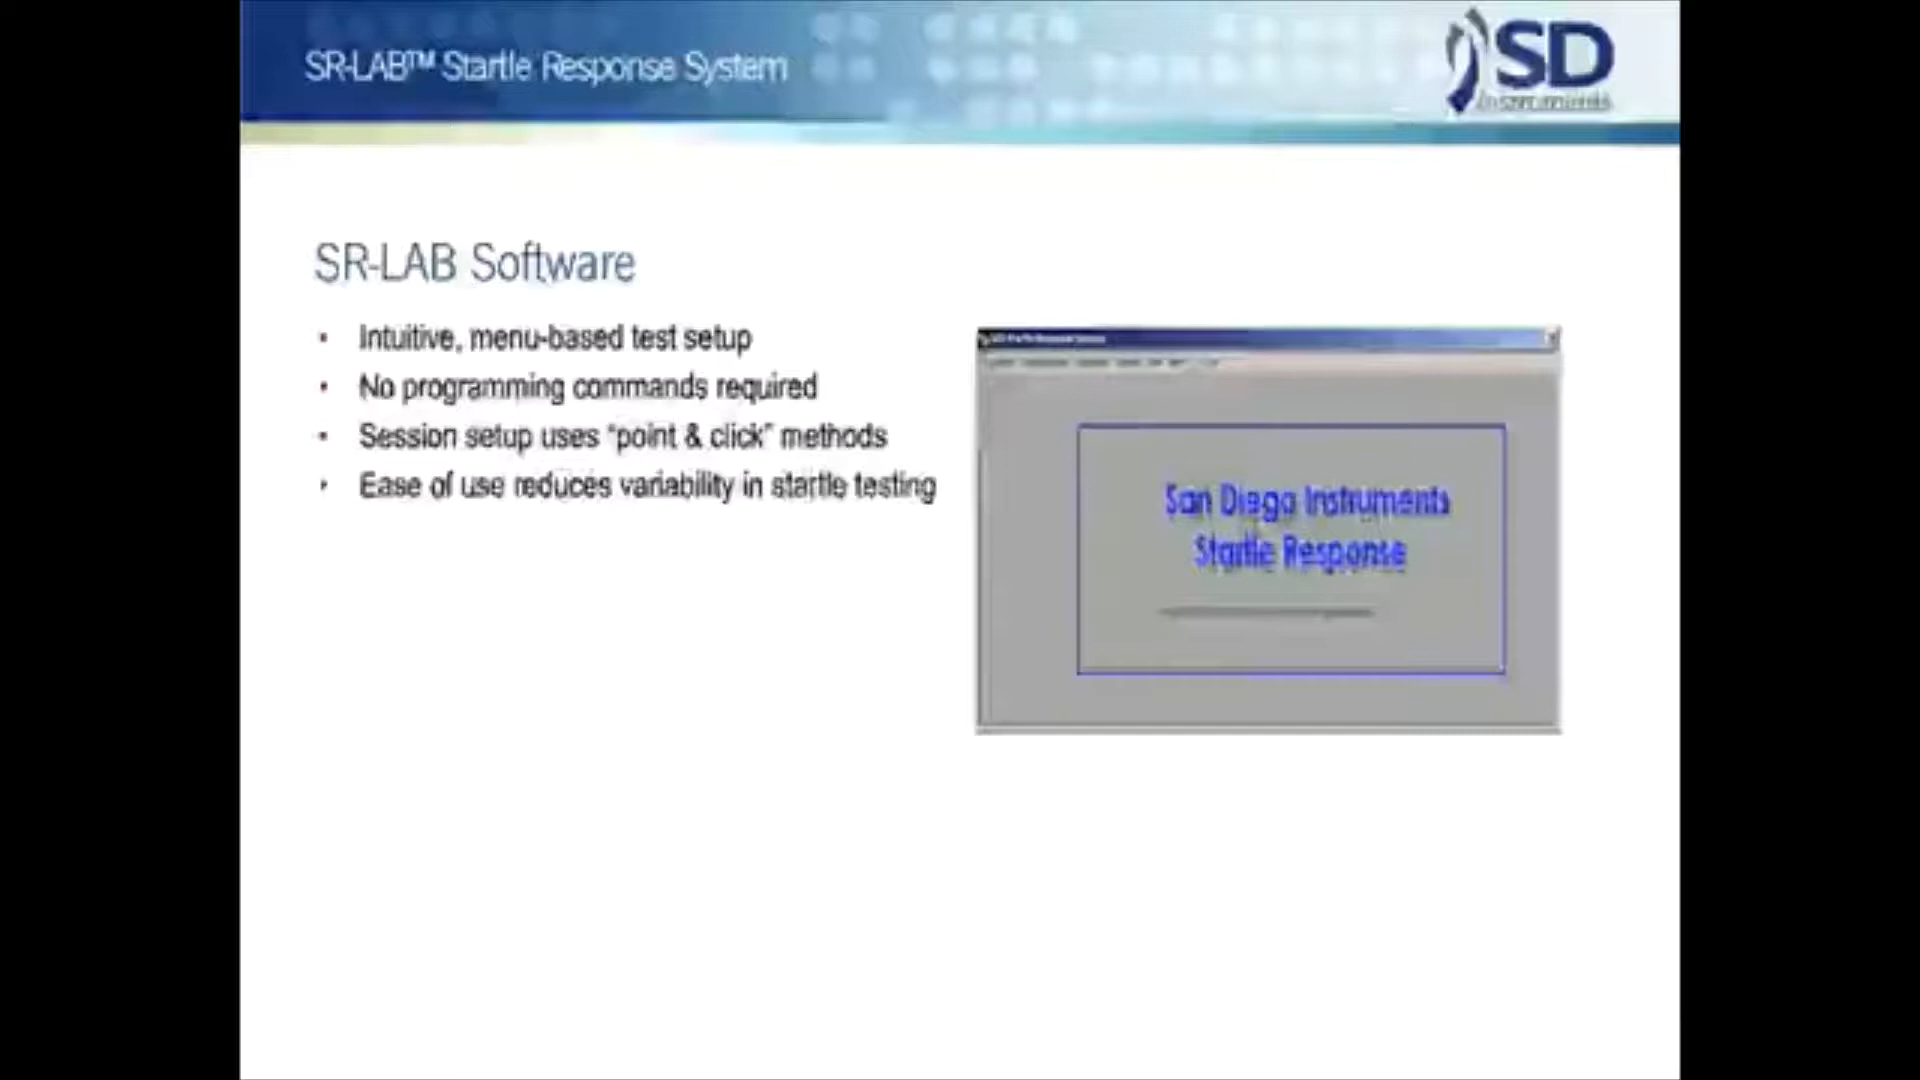 SR-LAB™ Startle Response System
SD
Instruments
SR-LAB Software
• Intuitive, menu-based test setup
• No programming commands required
• Session setup uses "point & click" methods
• Ease of use reduces variability in startle testing
San Diego Instruments
Startle Response